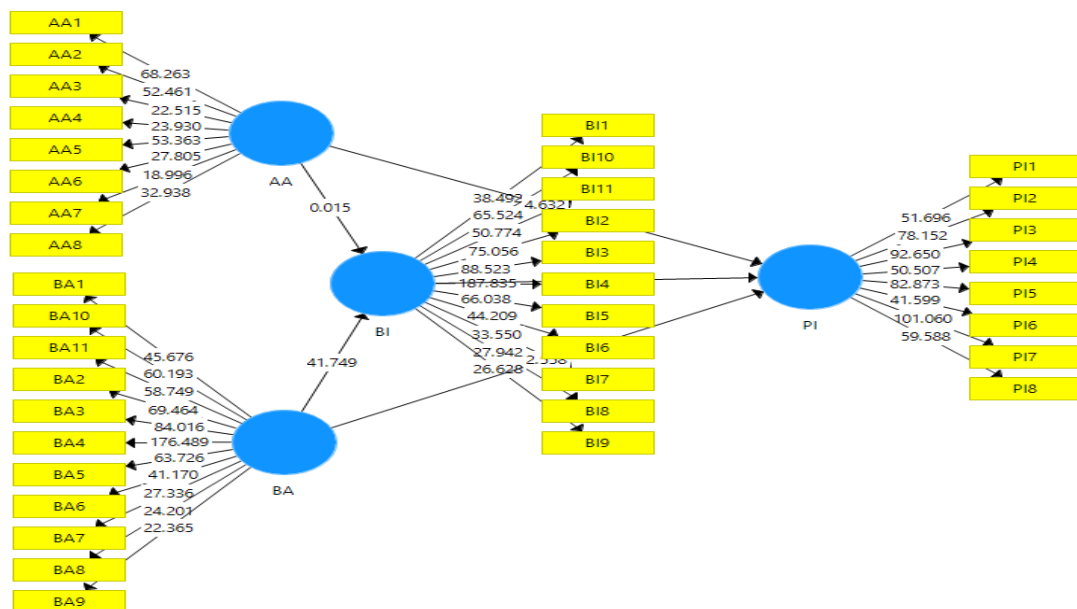 AA1
AA2
AA3
AA4
AA5
AA6
AA7
AA8
68.263
52.461
22.515
23.930
53.363
27.805
18.996
32.938
AA
0.015
BA1
BA10
BA11
BA2
BA3
BA4
BA5
BA6
BA7
BA8
BA9
45.676
60.193
58.749
69.464
84.016
176.489
63.726
41.170
27.336
24.201
22.365
BA
41.749
BI
38.492
65.524
50.774
75.056
88.523
187.835
66.038
44.209
33.550
27.942
26.628
4.632
BI1
BI10
BI11
BI2
BI3
BI4
BI5
BI6
BI7
BI8
BI9
PI
51.696
78.152
92.650
50.507
82.873
41.599
101.060
59.588
PI1
PI2
PI3
PI4
PI5
PI6
PI7
PI8